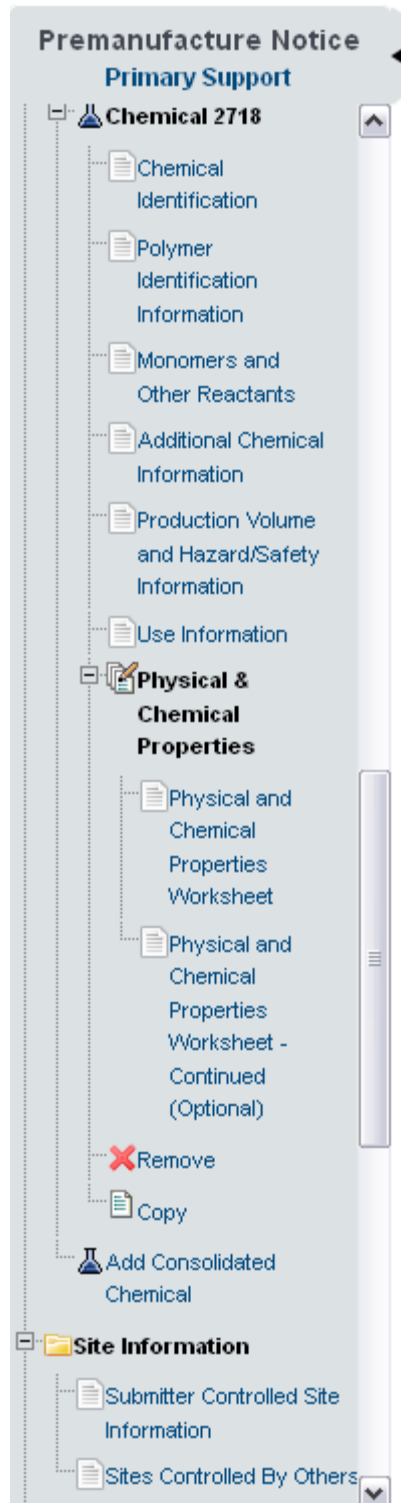 Premanufacture Notice
Primary Support
Chemical 2718
Chemical
Identification
Polymer
Identification
Information
Monomers and
Other Reactants
Additional Chemical
Information
Production Volume
and Hazard/Safety
Information
Use Information
Physical &
Chemical
Properties
Physical and
Chemical
Properties
Worksheet
Physical and
Chemical
Properties
Worksheet -
Continued
(Optional)
Remove
Copy
Add Consolidated
Chemical
Site Information
Submitter Controlled Site
Information
Sites Controlled By Others